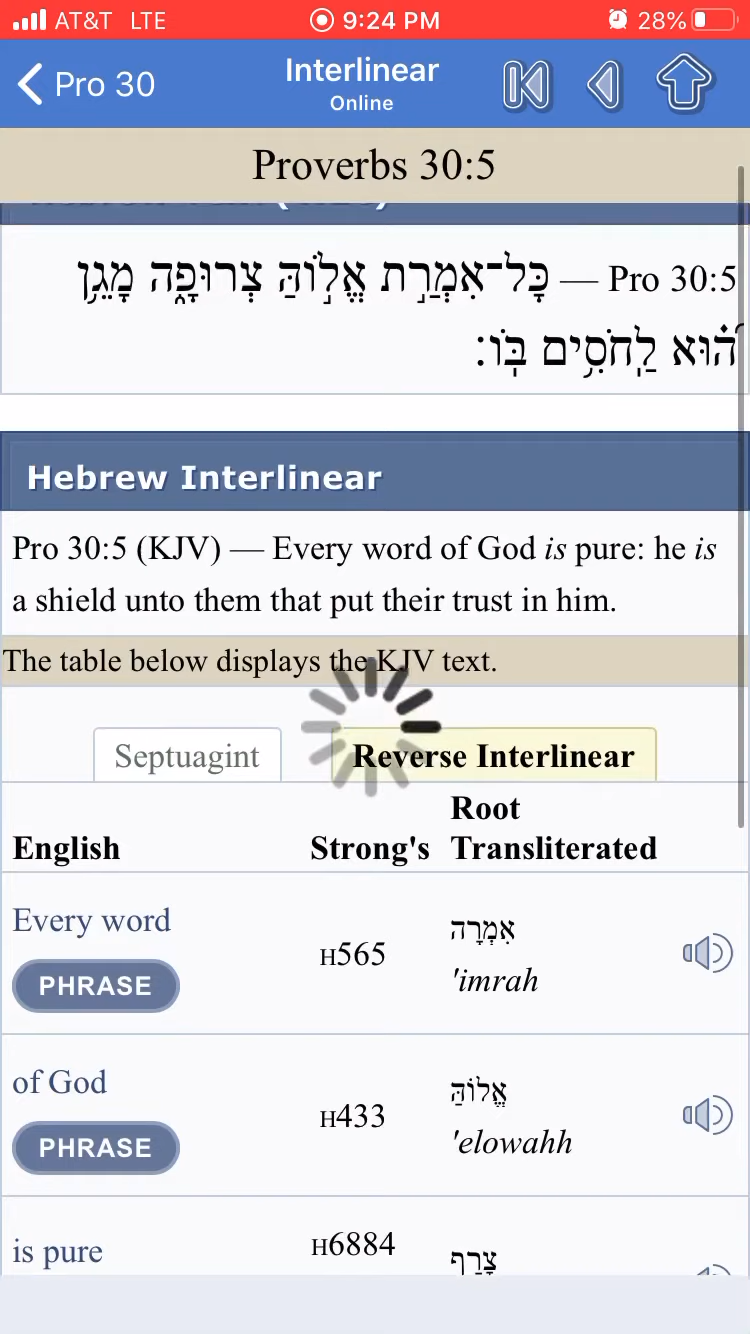 AT&T LTE 9:24 PM 28%
Pro 30 Interlinear
Online
Proverbs 30:5
Pro 30:5 — כָּל־אִמְרַ֣ת אֱל֣וֹהַּ צְרוּפָ֑ה מָגֵ֥ן
ה֝֗וּא לַֽחֹסִ֥ים בּֽוֹ׃
Hebrew Interlinear
Pro 30:5 (KJV) — Every word of God is pure: he is
a shield unto them that put their trust in him.
The table below displays the KJV text.
Septuagint Reverse Interlinear
English Strong's Root Transliterated
Every word H565 אִמְרָה
PHRASE 'imrah
of God H433 אֱלוֹהַּ
PHRASE 'elowahh
is pure H6884 צָרַף